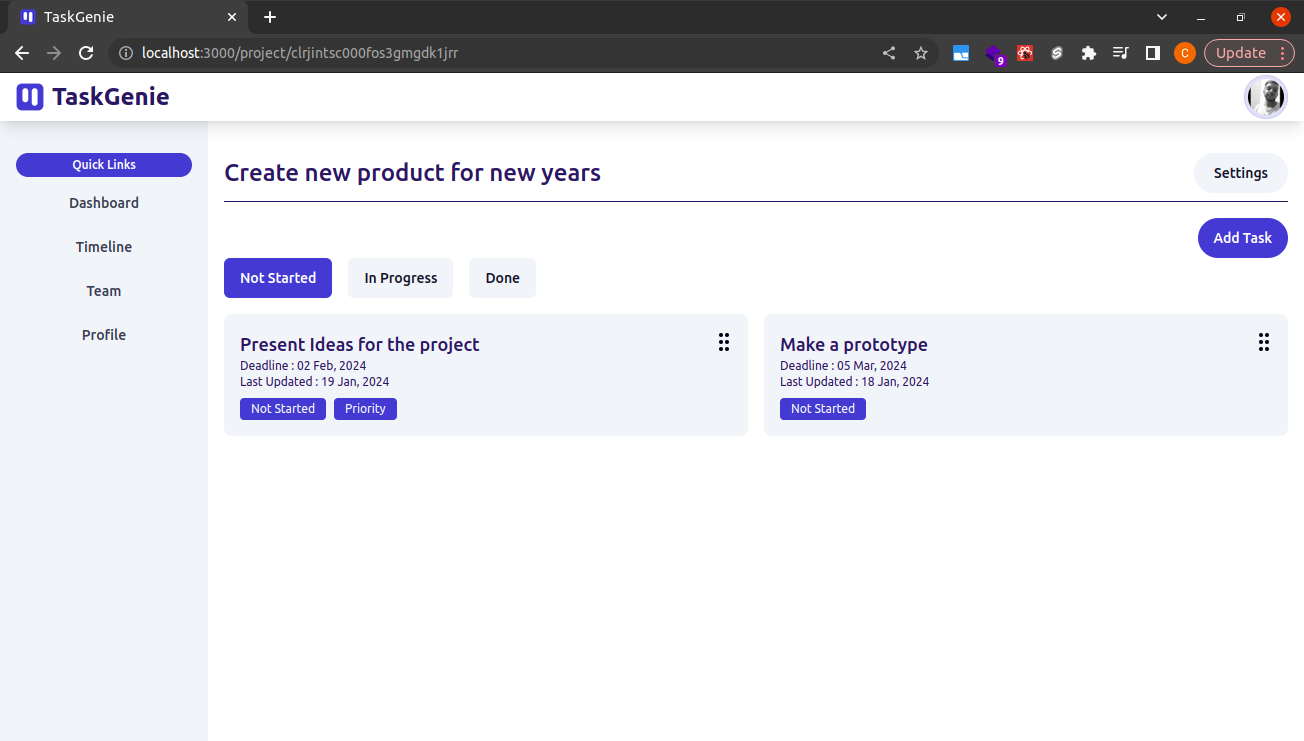 TaskGenie
localhost:3000/project/clrjintsc000fos3gmgdk1jrr
9
C
Update
TaskGenie
Quick Links
Dashboard
Timeline
Team
Profile
Create new product for new years
Settings
Add Task
Not Started
In Progress
Done
Present Ideas for the project
Deadline : 02 Feb, 2024
Last Updated : 19 Jan, 2024
Not Started
Priority
Make a prototype
Deadline : 05 Mar, 2024
Last Updated : 18 Jan, 2024
Not Started